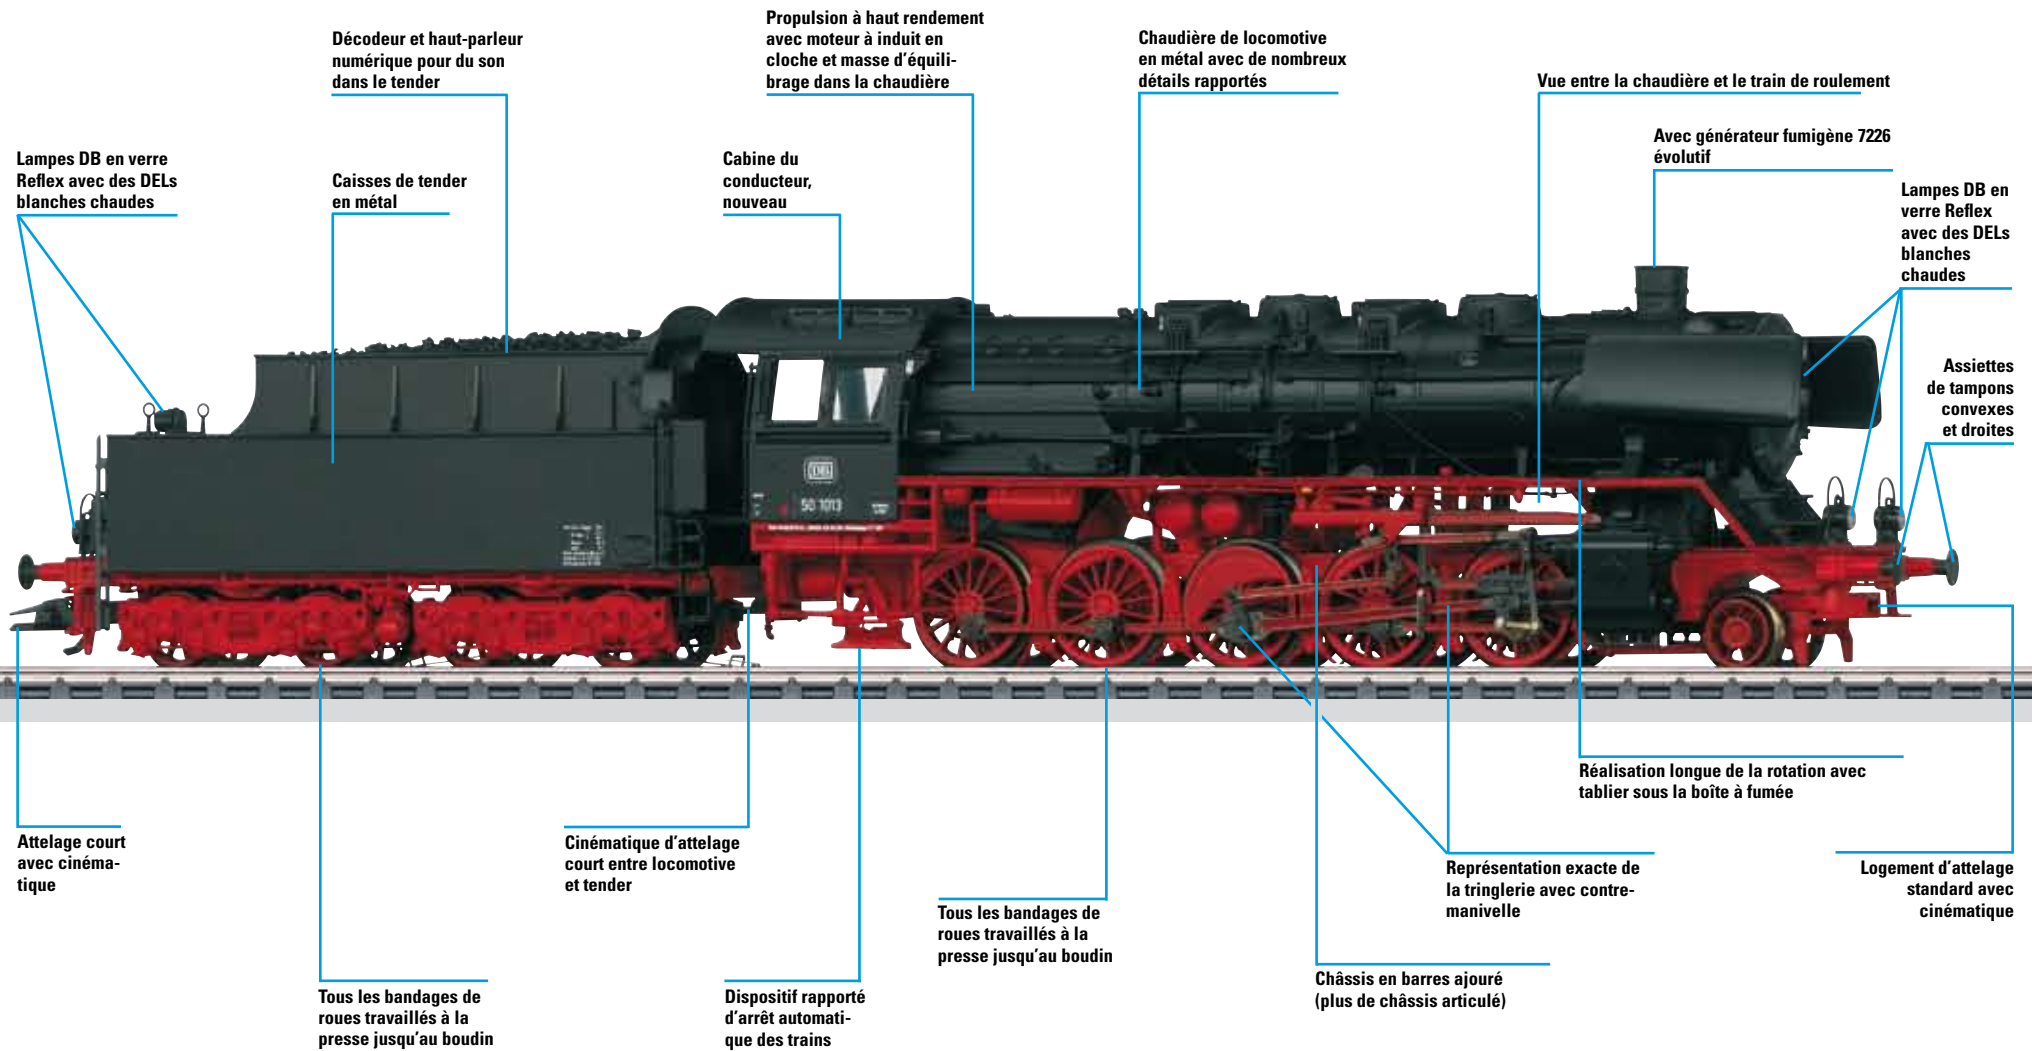 Décodeur et haut-parleur
numérique pour du son
dans le tender
Propulsion à haut rendement
avec moteur à induit en
cloche et masse d'équili-
brage dans la chaudière
Chaudière de locomotive
en métal avec de nombreux
détails rapportés
Vue entre la chaudière et le train de roulement
Avec générateur fumigène 7226
évolutif
Lampes DB en verre
Reflex avec des DELs
blanches chaudes
Caisses de tender
en métal
Cabine du
conducteur,
nouveau
Lampes DB en
verre Reflex
avec des DELs
blanches
chaudes
Assiettes
de tampons
convexes
et droites
DB
50 1013
Réalisation longue de la rotation avec
tablier sous la boîte à fumée
Attelage court
avec cinéma-
tique
Cinématique d'attelage
court entre locomotive
et tender
Représentation exacte de
la tringlerie avec contre-
manivelle
Logement d'attelage
standard avec
cinématique
Tous les bandages de
roues travaillés à la
presse jusqu'au boudin
Châssis en barres ajouré
(plus de châssis articulé)
Tous les bandages de
roues travaillés à la
presse jusqu'au boudin
Dispositif rapporté
d'arrêt automati-
que des trains